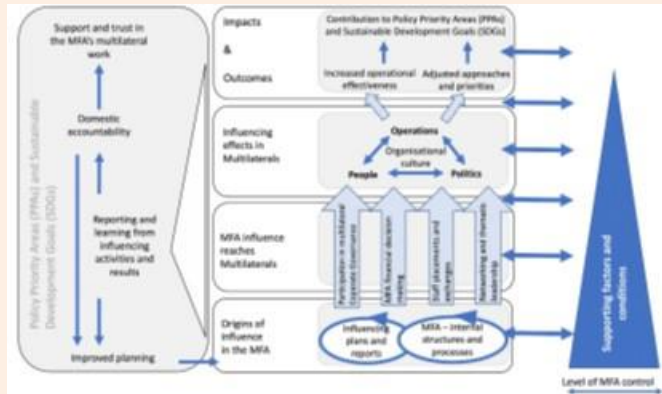 Support and trust in
the MFA's multilateral
work
Domestic
accountability
Reporting and
learning from
influencing
activities and
results
Improved planning
Policy Priority Areas (PPAs) and Sustainable
Development Goals (SDGs)
Impacts
&
Outcomes
Contribution to Policy Priority Areas (PPAs)
and Sustainable Development Goals (SDGs)
Increased operational
effectiveness
Adjusted approaches
and priorities
Influencing
effects in
Multilaterals
Operations
Organisational
culture
People
Politics
MFA influence
reaches
Multilaterals
Participation in multilateral
Corporate Governance
MFA financial decision
making
Staff placements and
exchanges
Networking and thematic
leadership
Origins of
influence
in the MFA
Influencing
plans and
reports
MFA – internal
structures and
processes
Supporting factors and
conditions
Level of MFA control